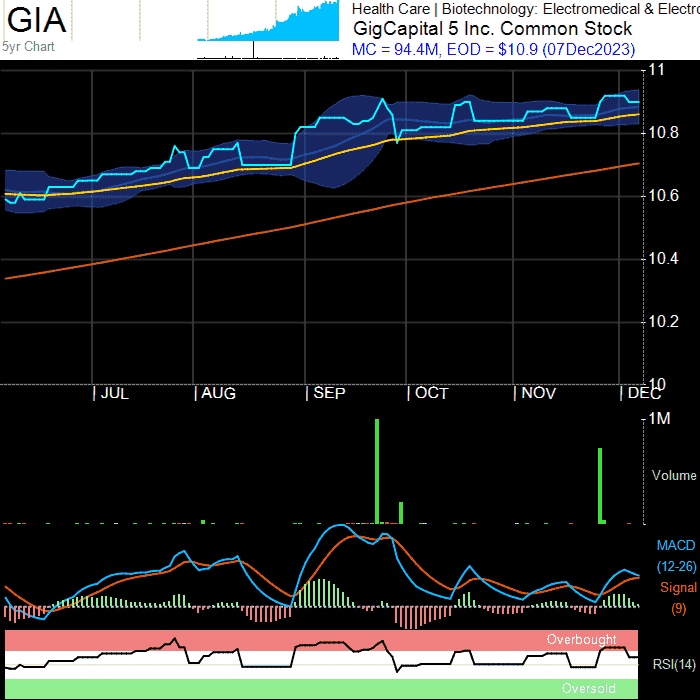 GIA
5yr Chart
Health Care | Biotechnology: Electromedical & Electro
GigCapital 5 Inc. Common Stock
MC = 94.4M, EOD = $10.9 (07Dec2023)
11
10.8
10.6
10.4
10.2
10
| JUL | AUG | SEP | OCT | NOV | DEC
1M
Volume
MACD
(12-26)
Signal
(9)
Overbought
RSI(14)
Oversold